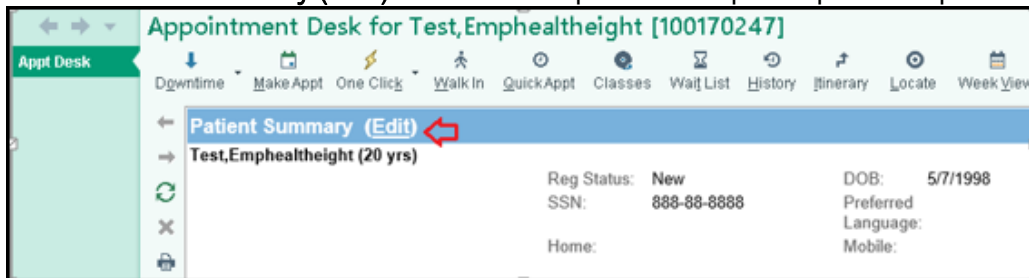 Appointment Desk for Test,Emphealtheight [100170247]
Appt Desk
Downtime Make Appt One Click Walk In QuickAppt Classes Wait List History Itinerary Locate Week View
Patient Summary (Edit)
Test,Emphealtheight (20 yrs)
Reg Status: New DOB: 5/7/1998
SSN: 888-88-8888 Preferred Language:
Home: Mobile: